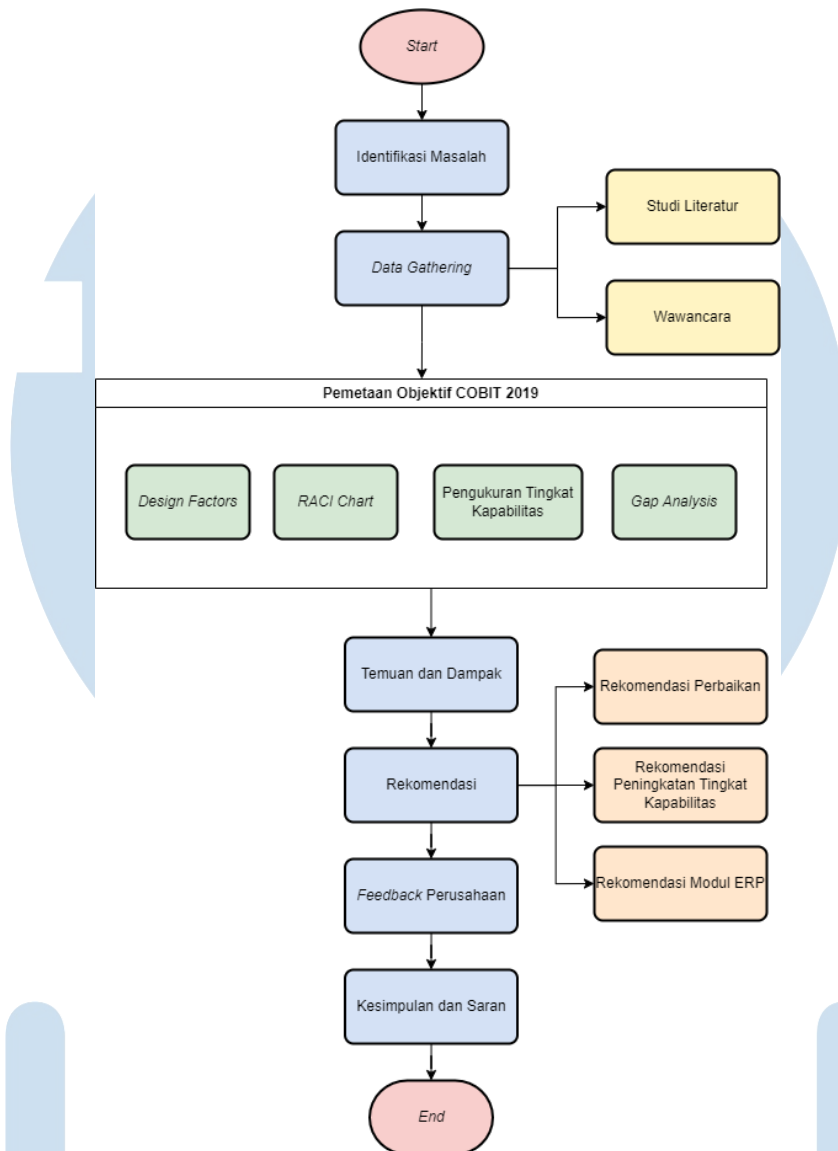 Start
Identifikasi Masalah
Studi Literatur
Data Gathering
Wawancara
Pemetaan Objektif COBIT 2019
Design Factors
RACI Chart
Pengukuran Tingkat
Kapabilitas
Gap Analysis
Temuan dan Dampak
Rekomendasi Perbaikan
Rekomendasi
Rekomendasi
Peningkatan Tingkat
Kapabilitas
Rekomendasi Modul ERP
Feedback Perusahaan
Kesimpulan dan Saran
End